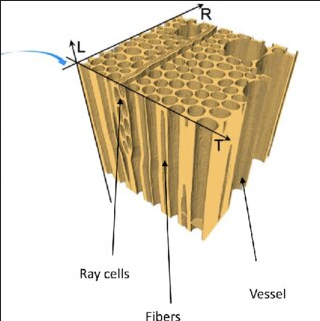 R
L
T
Ray cells
Vessel
Fibers